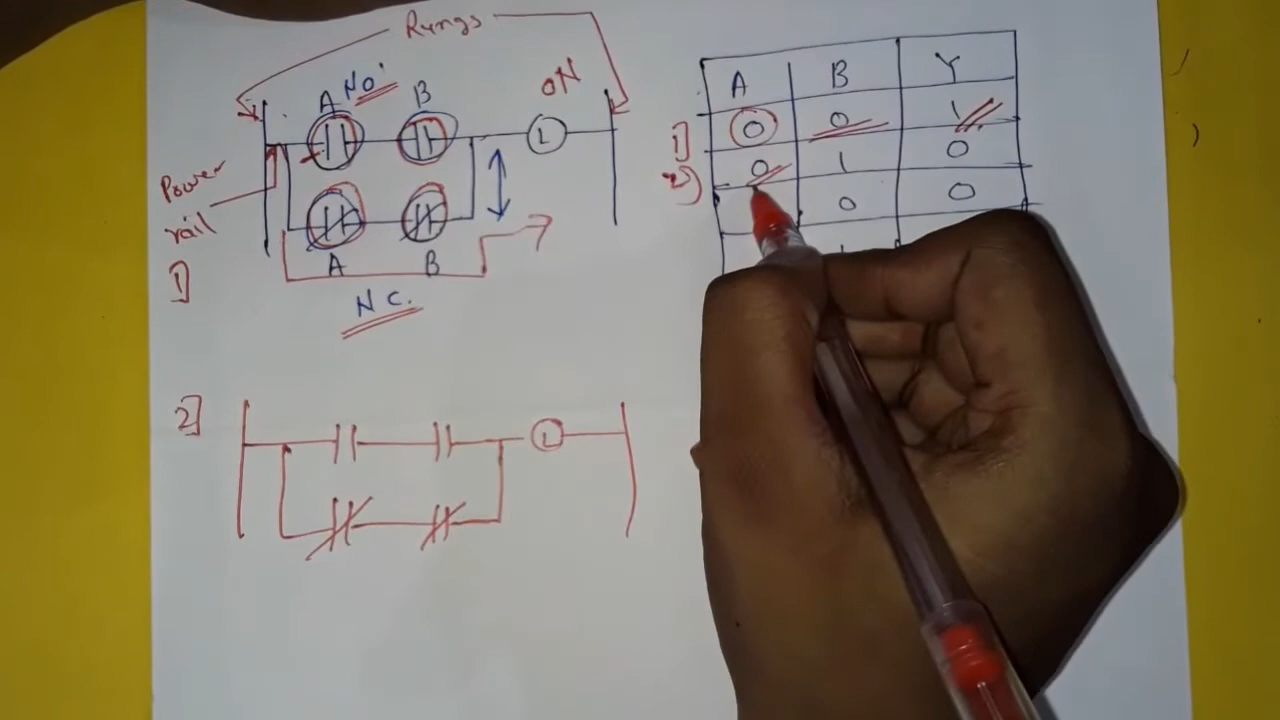 Rungs
A No. B ON
L
Power
rail
A B
N C.
1]
2]
L
A B Y
1] 0 0 1
2) 0 1 0
0 0